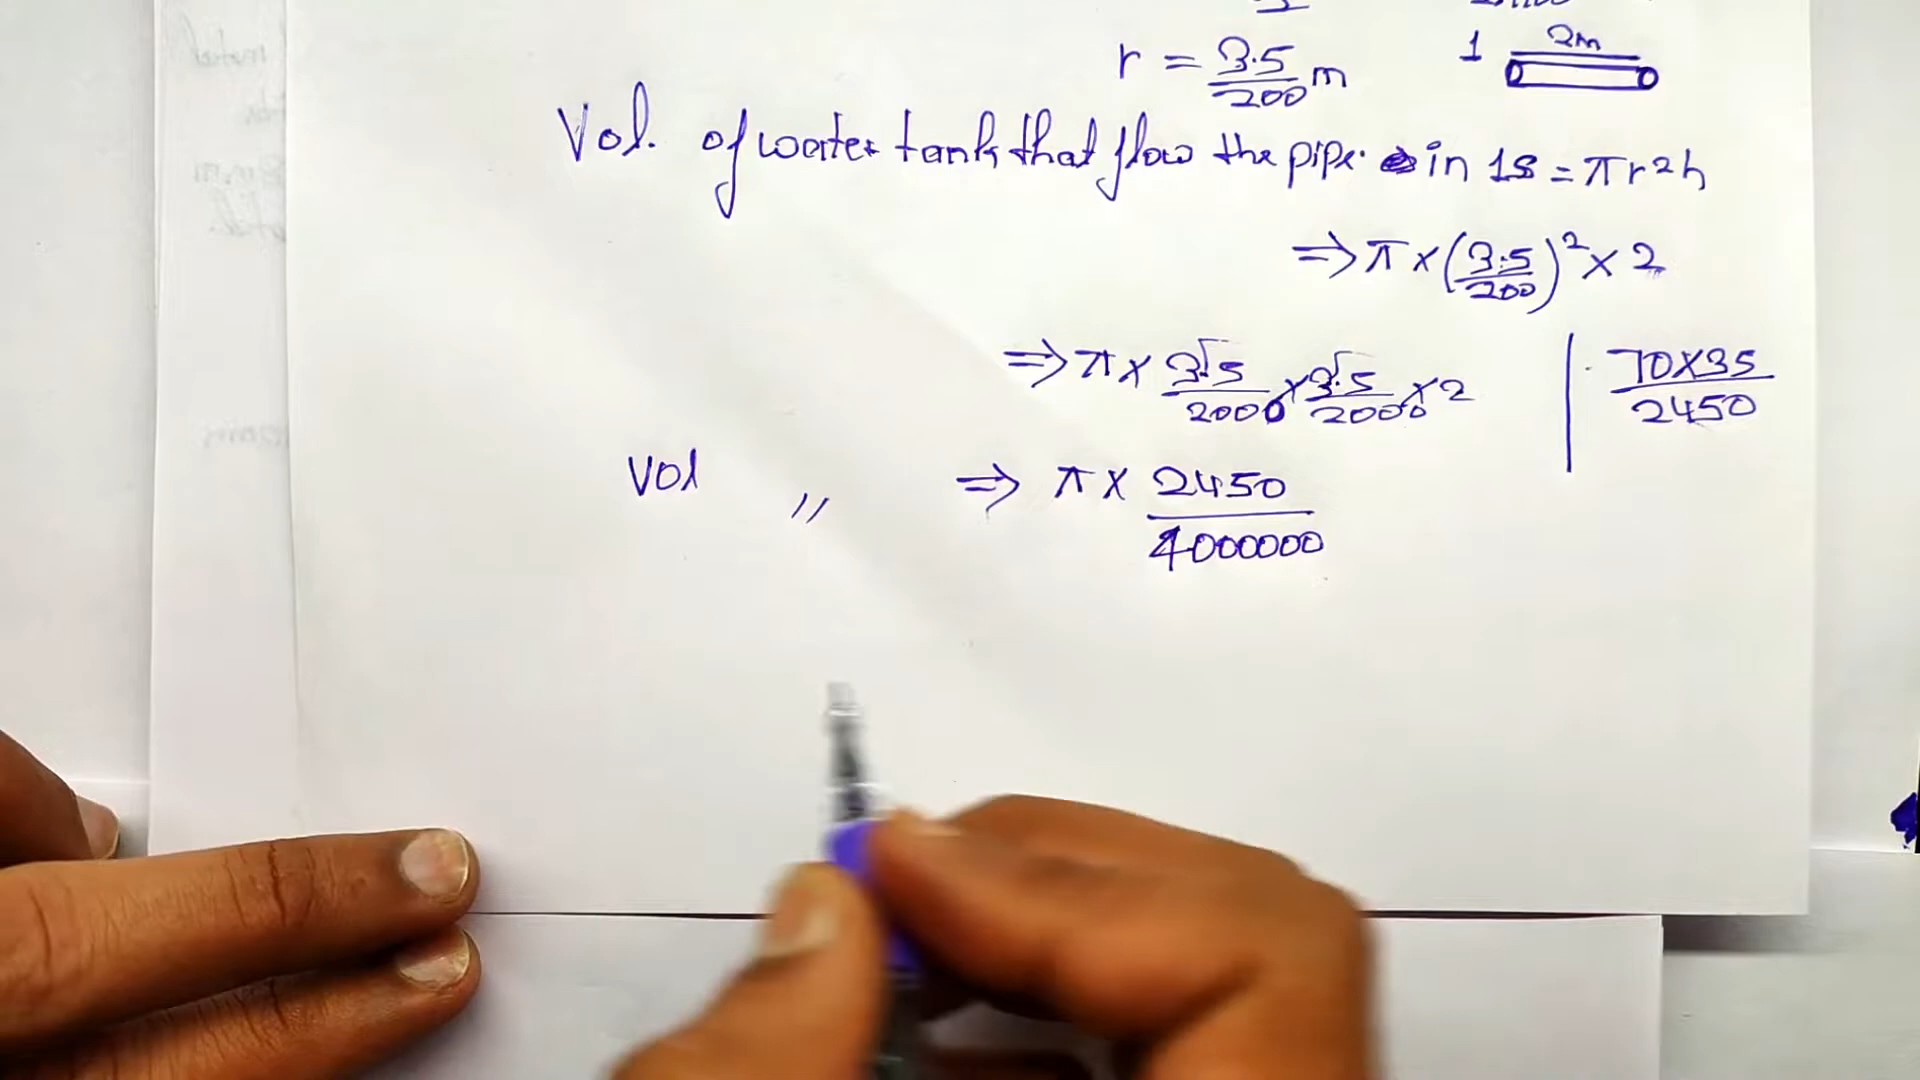 r = 3.5/200 m
1 2m
Vol. of water tank that flow the pipe. in 1s = πr²h
⇒ π × (3.5/200)² × 2
⇒ π × 35/2000 × 35/2000 × 2
70×35
2450
Vol ,, ⇒ π × 2450/4000000